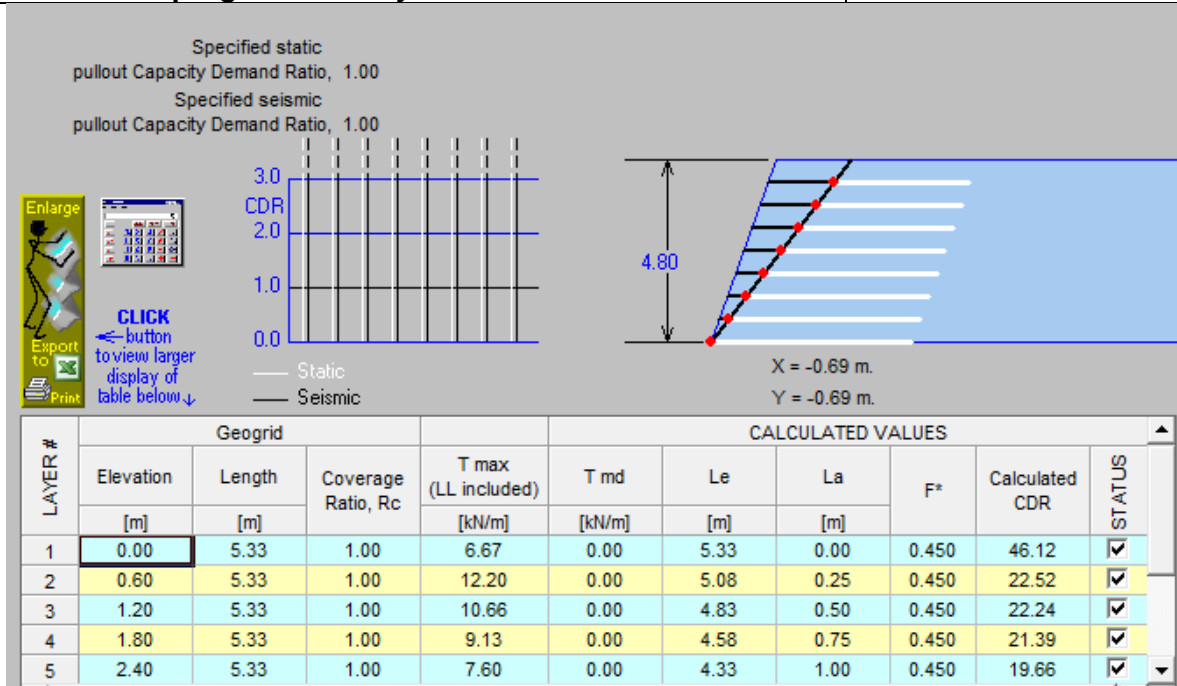 Specified static
pullout Capacity Demand Ratio, 1.00
Specified seismic
pullout Capacity Demand Ratio, 1.00
3.0
CDR
2.0
1.0
0.0
Static
Seismic
Enlarge
Export
to
Print
CLICK
button
to view larger
display of
table below
4.80
X = -0.69 m.
Y = -0.69 m.
LAYER # Geogrid CALCULATED VALUES
Elevation Length Coverage Ratio, Rc T max (LL included) T md Le La F* Calculated CDR STATUS
[m] [m] [kN/m] [kN/m] [m] [m]
1 0.00 5.33 1.00 6.67 0.00 5.33 0.00 0.450 46.12
2 0.60 5.33 1.00 12.20 0.00 5.08 0.25 0.450 22.52
3 1.20 5.33 1.00 10.66 0.00 4.83 0.50 0.450 22.24
4 1.80 5.33 1.00 9.13 0.00 4.58 0.75 0.450 21.39
5 2.40 5.33 1.00 7.60 0.00 4.33 1.00 0.450 19.66